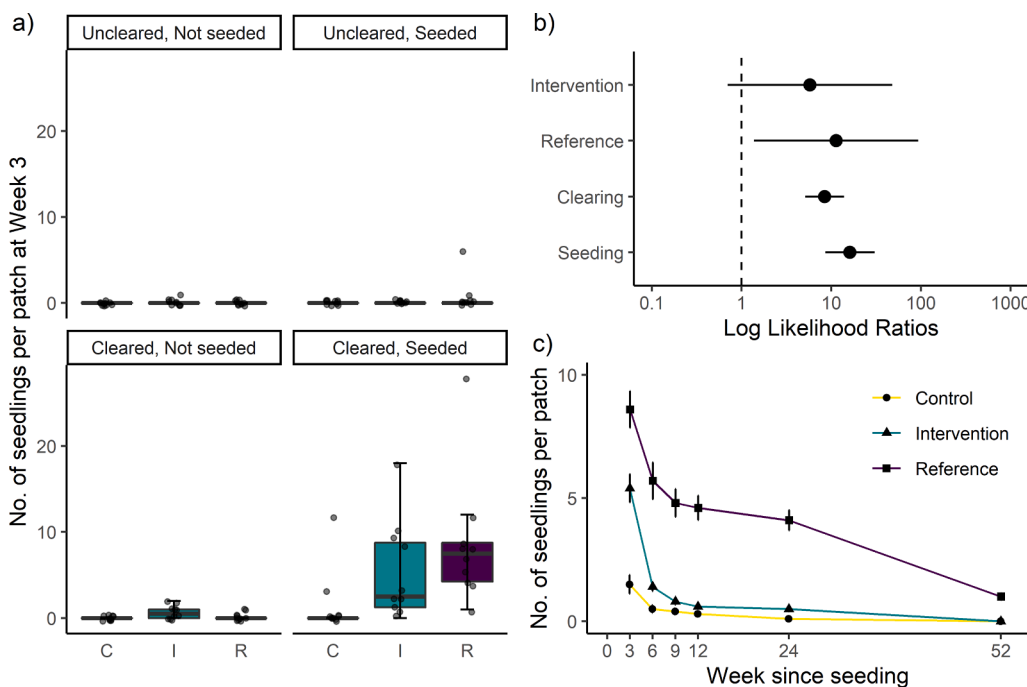 a)
Uncleared, Not seeded
Uncleared, Seeded
No. of seedlings per patch at Week 3
20
10
0
Cleared, Not seeded
Cleared, Seeded
20
10
0
C I R
C I R
b)
Intervention
Reference
Clearing
Seeding
0.1 1 10 100 1000
Log Likelihood Ratios
c)
No. of seedlings per patch
10
5
0
Control
Intervention
Reference
0 3 6 9 12 24 52
Week since seeding